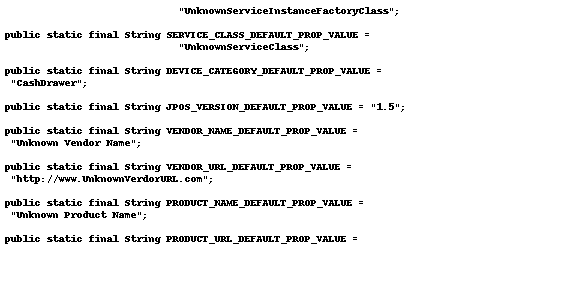 "UnknownServiceInstanceFactoryClass";
public static final String SERVICE_CLASS_DEFAULT_PROP_VALUE =
"UnknownServiceClass";
public static final String DEVICE_CATEGORY_DEFAULT_PROP_VALUE =
"CashDrawer";
public static final String JPOS_VERSION_DEFAULT_PROP_VALUE = "1.5";
public static final String VENDOR_NAME_DEFAULT_PROP_VALUE =
"Unknown Vendor Name";
public static final String VENDOR_URL_DEFAULT_PROP_VALUE =
"http://www.UnknownVerdorURL.com";
public static final String PRODUCT_NAME_DEFAULT_PROP_VALUE =
"Unknown Product Name";
public static final String PRODUCT_URL_DEFAULT_PROP_VALUE =